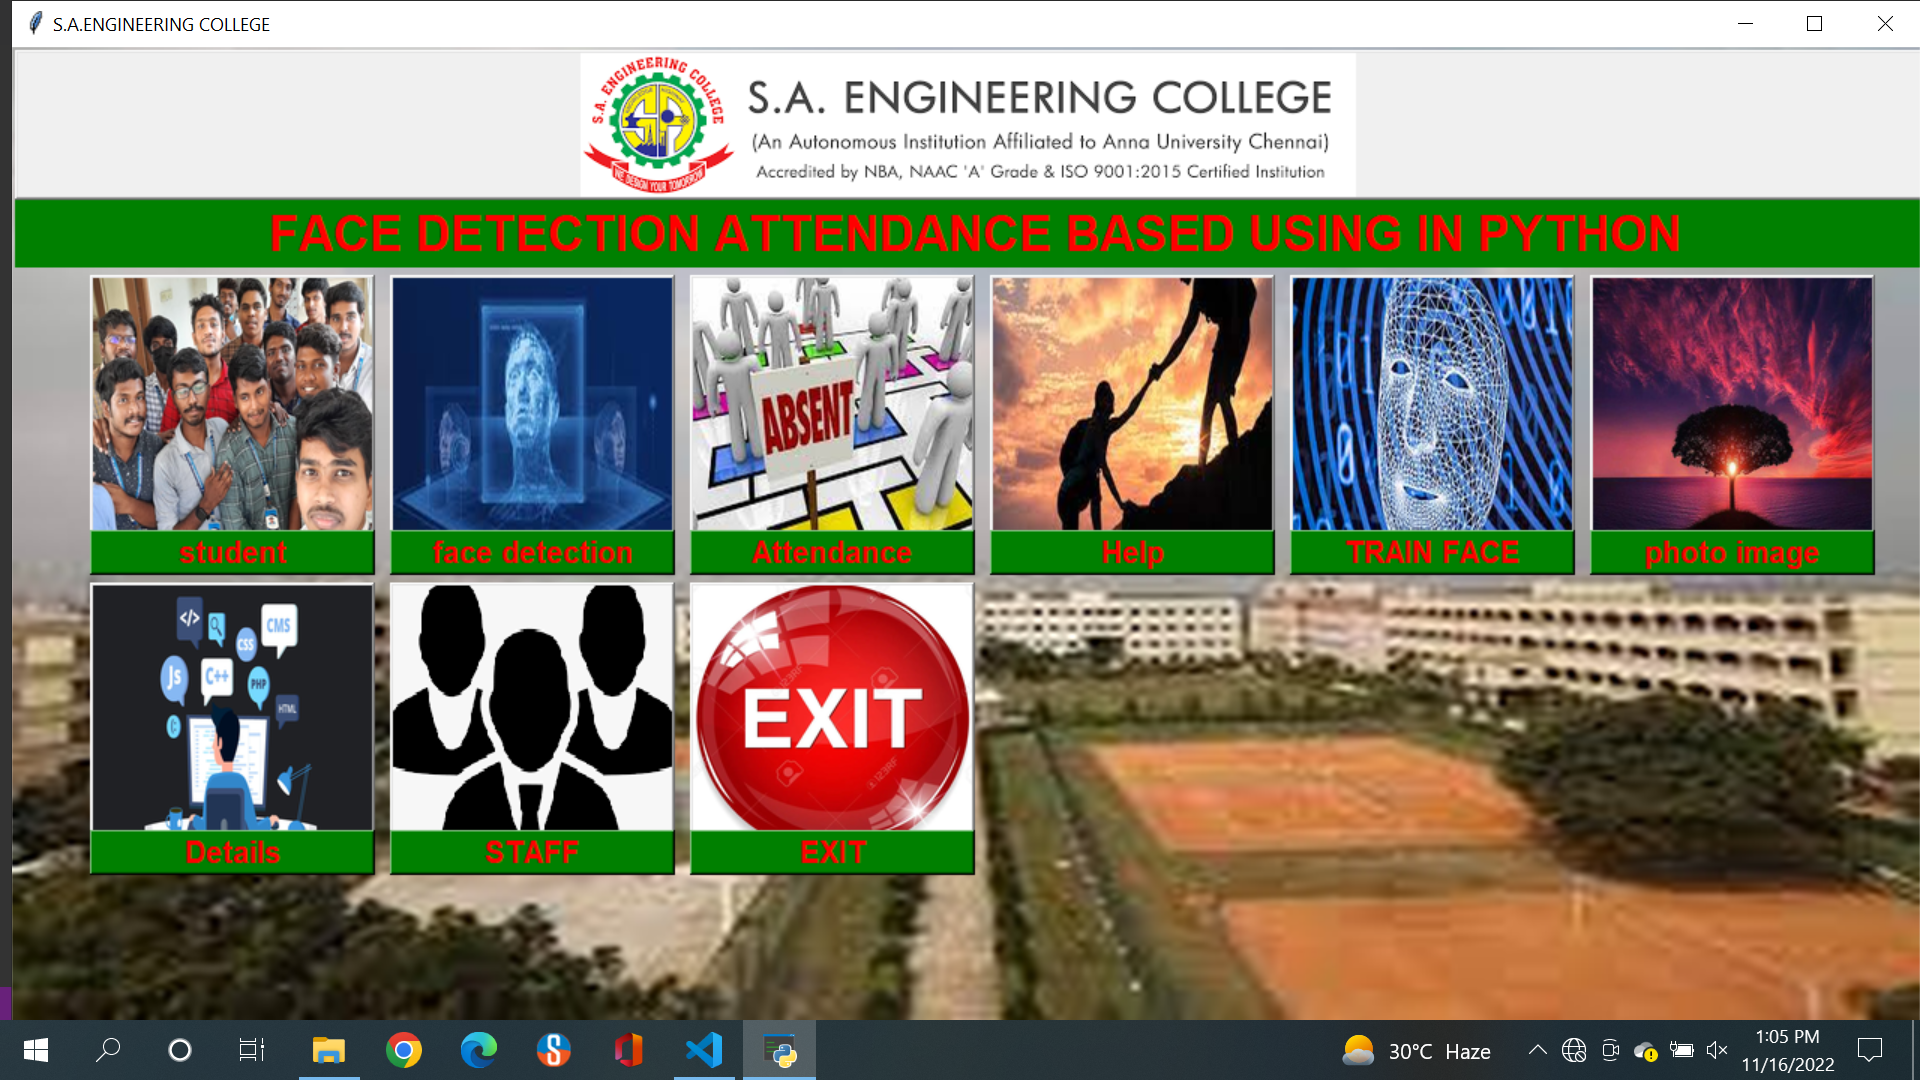 S.A.ENGINEERING COLLEGE
S.A. ENGINEERING COLLEGE
WE DESIGN YOUR TOMORROW
S.A. ENGINEERING COLLEGE
(An Autonomous Institution Affiliated to Anna University Chennai)
Accredited by NBA, NAAC 'A' Grade & ISO 9001:2015 Certified Institution
FACE DETECTION ATTENDANCE BASED USING IN PYTHON
ABSENT
student
face detection
Attendance
Help
TRAIN FACE
photo image
</>
CMS
CSS
Js
C++
PHP
HTML
C
EXIT
123RF
123RF
Details
STAFF
EXIT
30°C Haze
1:05 PM
11/16/2022